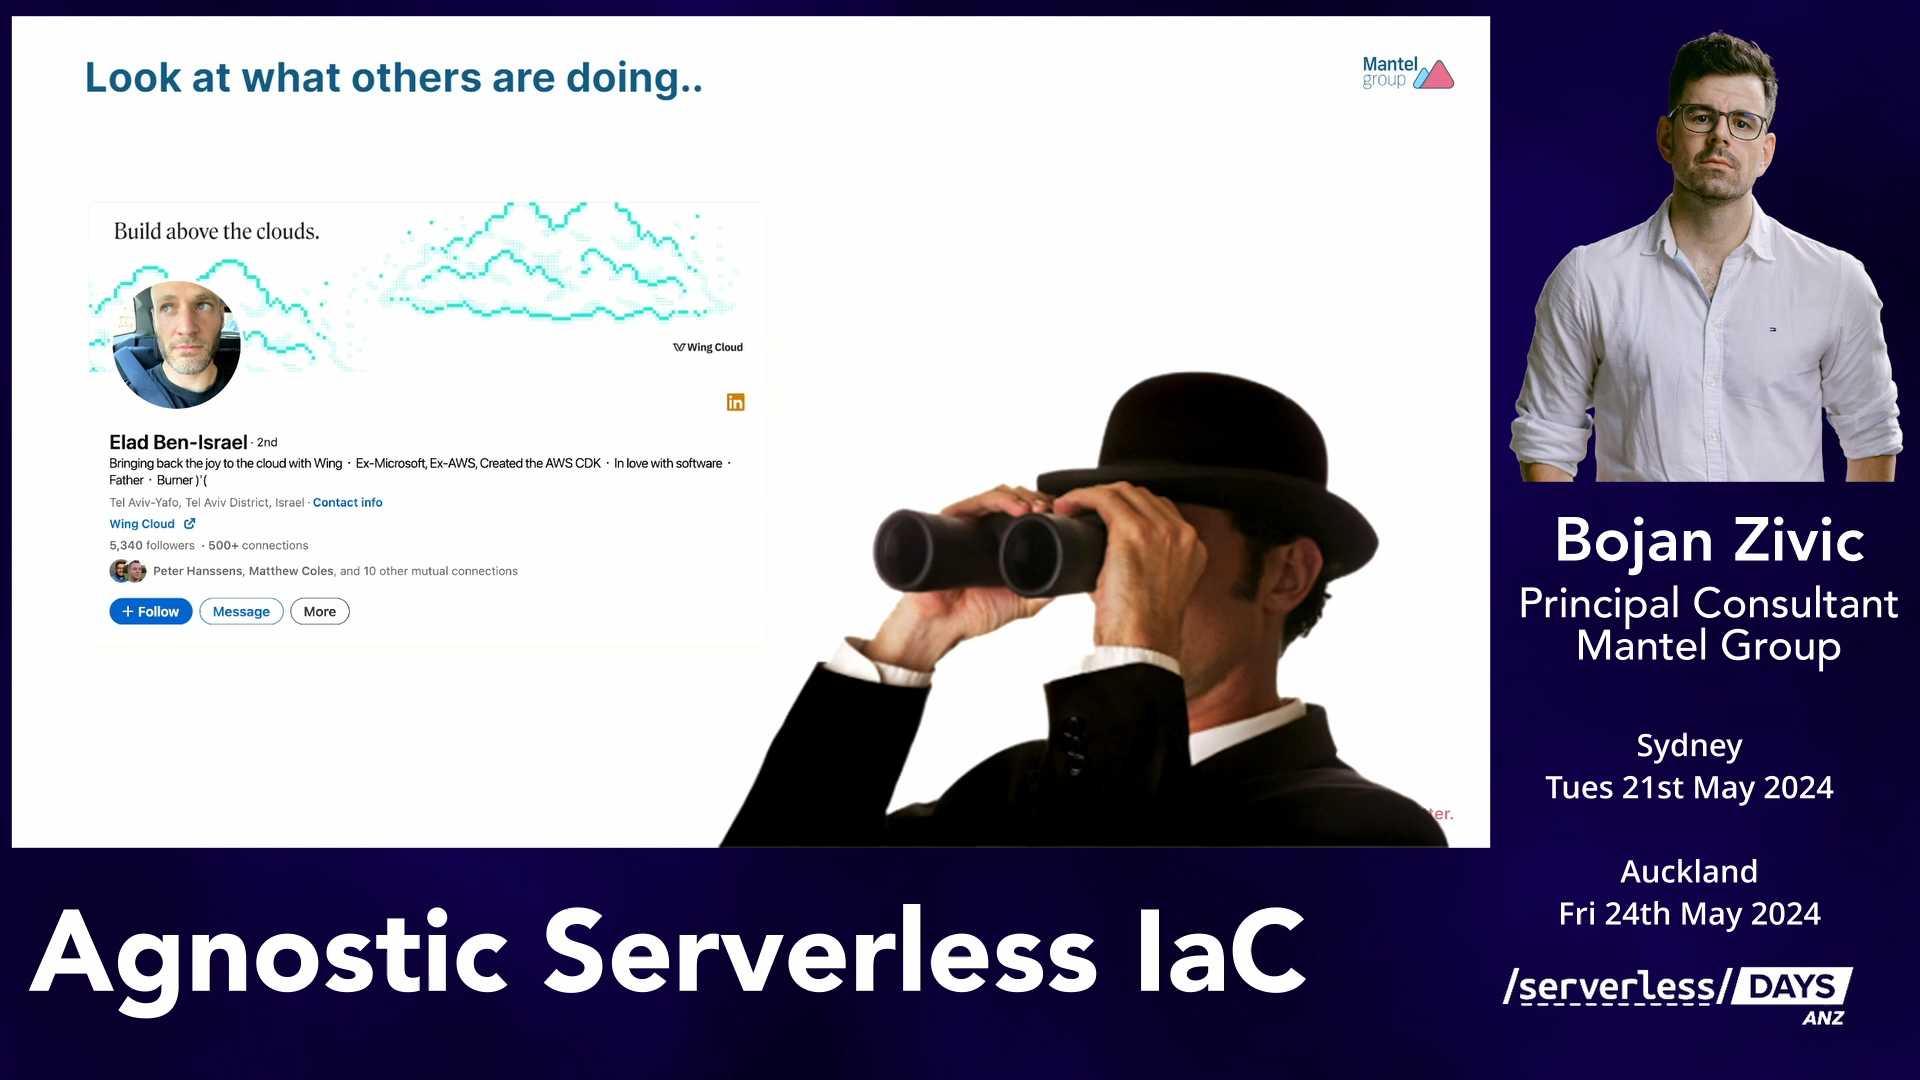 Look at what others are doing..
Mantel
group
Build above the clouds.
Wing Cloud
in
Elad Ben-Israel · 2nd
Bringing back the joy to the cloud with Wing · Ex-Microsoft, Ex-AWS, Created the AWS CDK · In love with software ·
Father · Burner )'(
Tel Aviv-Yafo, Tel Aviv District, Israel · Contact info
Wing Cloud
5,340 followers · 500+ connections
Peter Hanssens, Matthew Coles, and 10 other mutual connections
+ Follow Message More
Bojan Zivic
Principal Consultant
Mantel Group
Sydney
Tues 21st May 2024
Auckland
Fri 24th May 2024
/serverless/DAYS
ANZ
Agnostic Serverless IaC